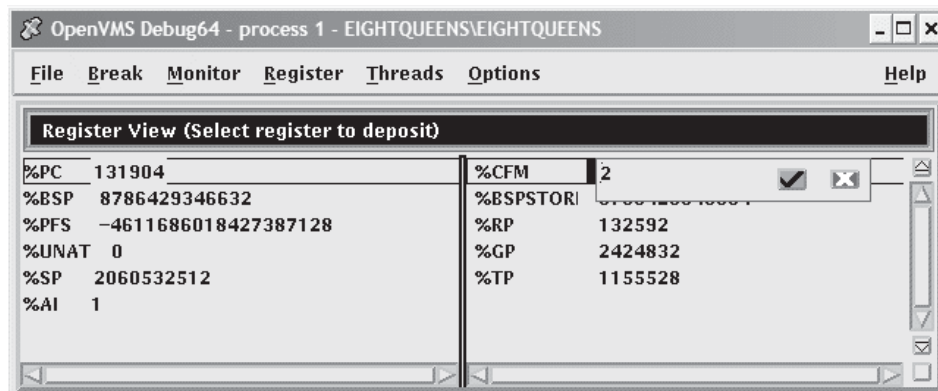 OpenVMS Debug64 - process 1 - EIGHTQUEENS\EIGHTQUEENS
File Break Monitor Register Threads Options Help
Register View (Select register to deposit)
%PC 131904 %CFM 2
%BSP 8786429346632 %BSPSTORI
%PFS -4611686018427387128 %RP 132592
%UNAT 0 %GP 2424832
%SP 2060532512 %TP 1155528
%AI 1